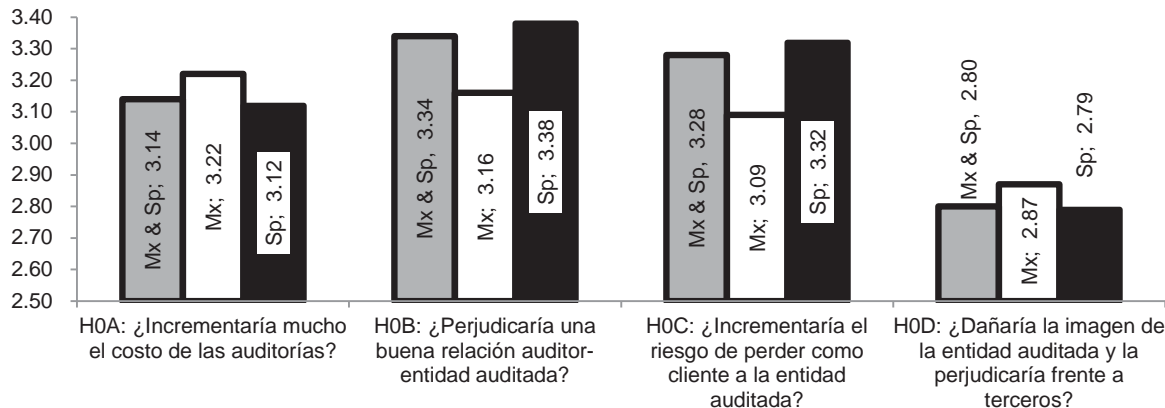 3.40
3.30
3.20
3.10
3.00
2.90
2.80
2.70
2.60
2.50
Mx & Sp; 3.14
Mx; 3.22
Sp; 3.12
Mx & Sp, 3.34
Mx; 3.16
Sp; 3.38
Mx & Sp, 3.28
Mx; 3.09
Sp; 3.32
Mx & Sp, 2.80
Mx; 2.87
Sp; 2.79
H0A: ¿Incrementaría mucho
el costo de las auditorías?
H0B: ¿Perjudicaría una
buena relación auditor-
entidad auditada?
H0C: ¿Incrementaría el
riesgo de perder como
cliente a la entidad
auditada?
H0D: ¿Dañaría la imagen de
la entidad auditada y la
perjudicaría frente a
terceros?